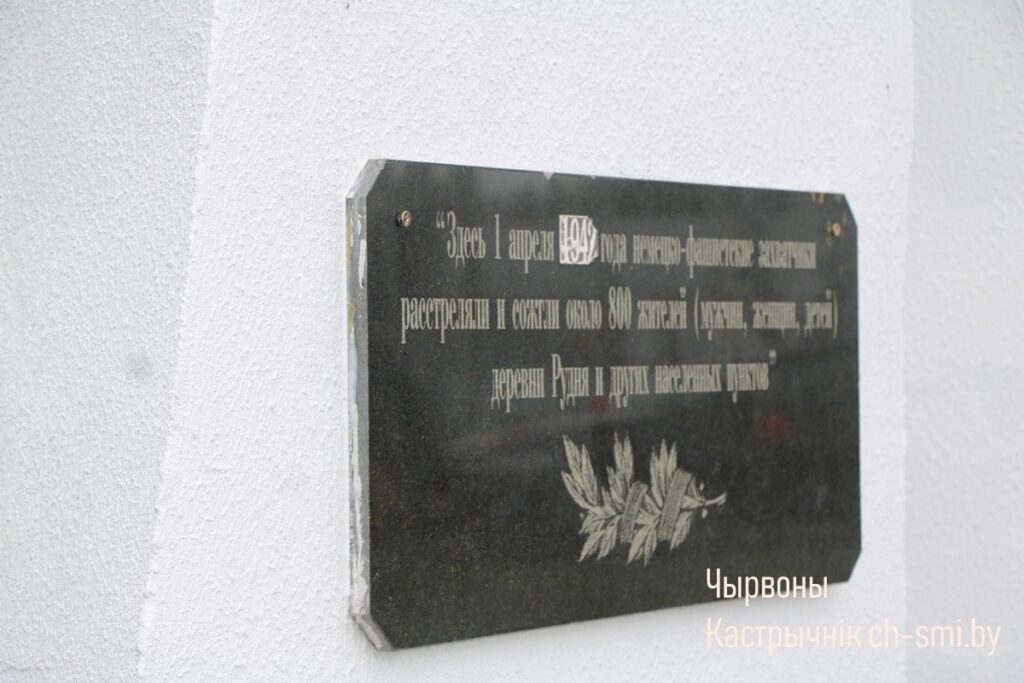 “Здесь 1 апреля 1942 года немецко-фашистские захватчики
расстреляли и сожгли около 800 жителей (мужчин, женщин, детей)
деревни Рудня и других населенных пунктов”
Чырвоны
Кастрычнік ch-smi.by